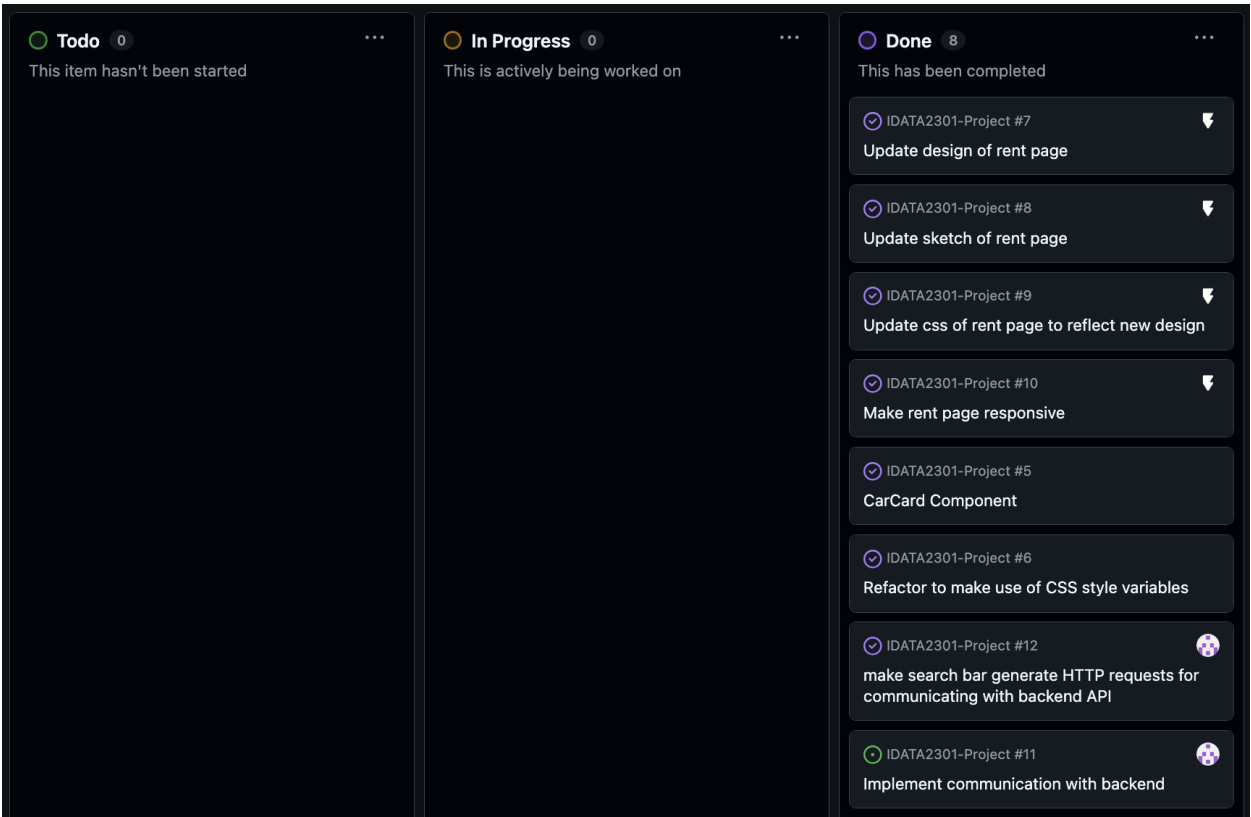 Todo 0
This item hasn't been started
In Progress 0
This is actively being worked on
Done 8
This has been completed
IDATA2301-Project #7
Update design of rent page
IDATA2301-Project #8
Update sketch of rent page
IDATA2301-Project #9
Update css of rent page to reflect new design
IDATA2301-Project #10
Make rent page responsive
IDATA2301-Project #5
CarCard Component
IDATA2301-Project #6
Refactor to make use of CSS style variables
IDATA2301-Project #12
make search bar generate HTTP requests for
communicating with backend API
IDATA2301-Project #11
Implement communication with backend